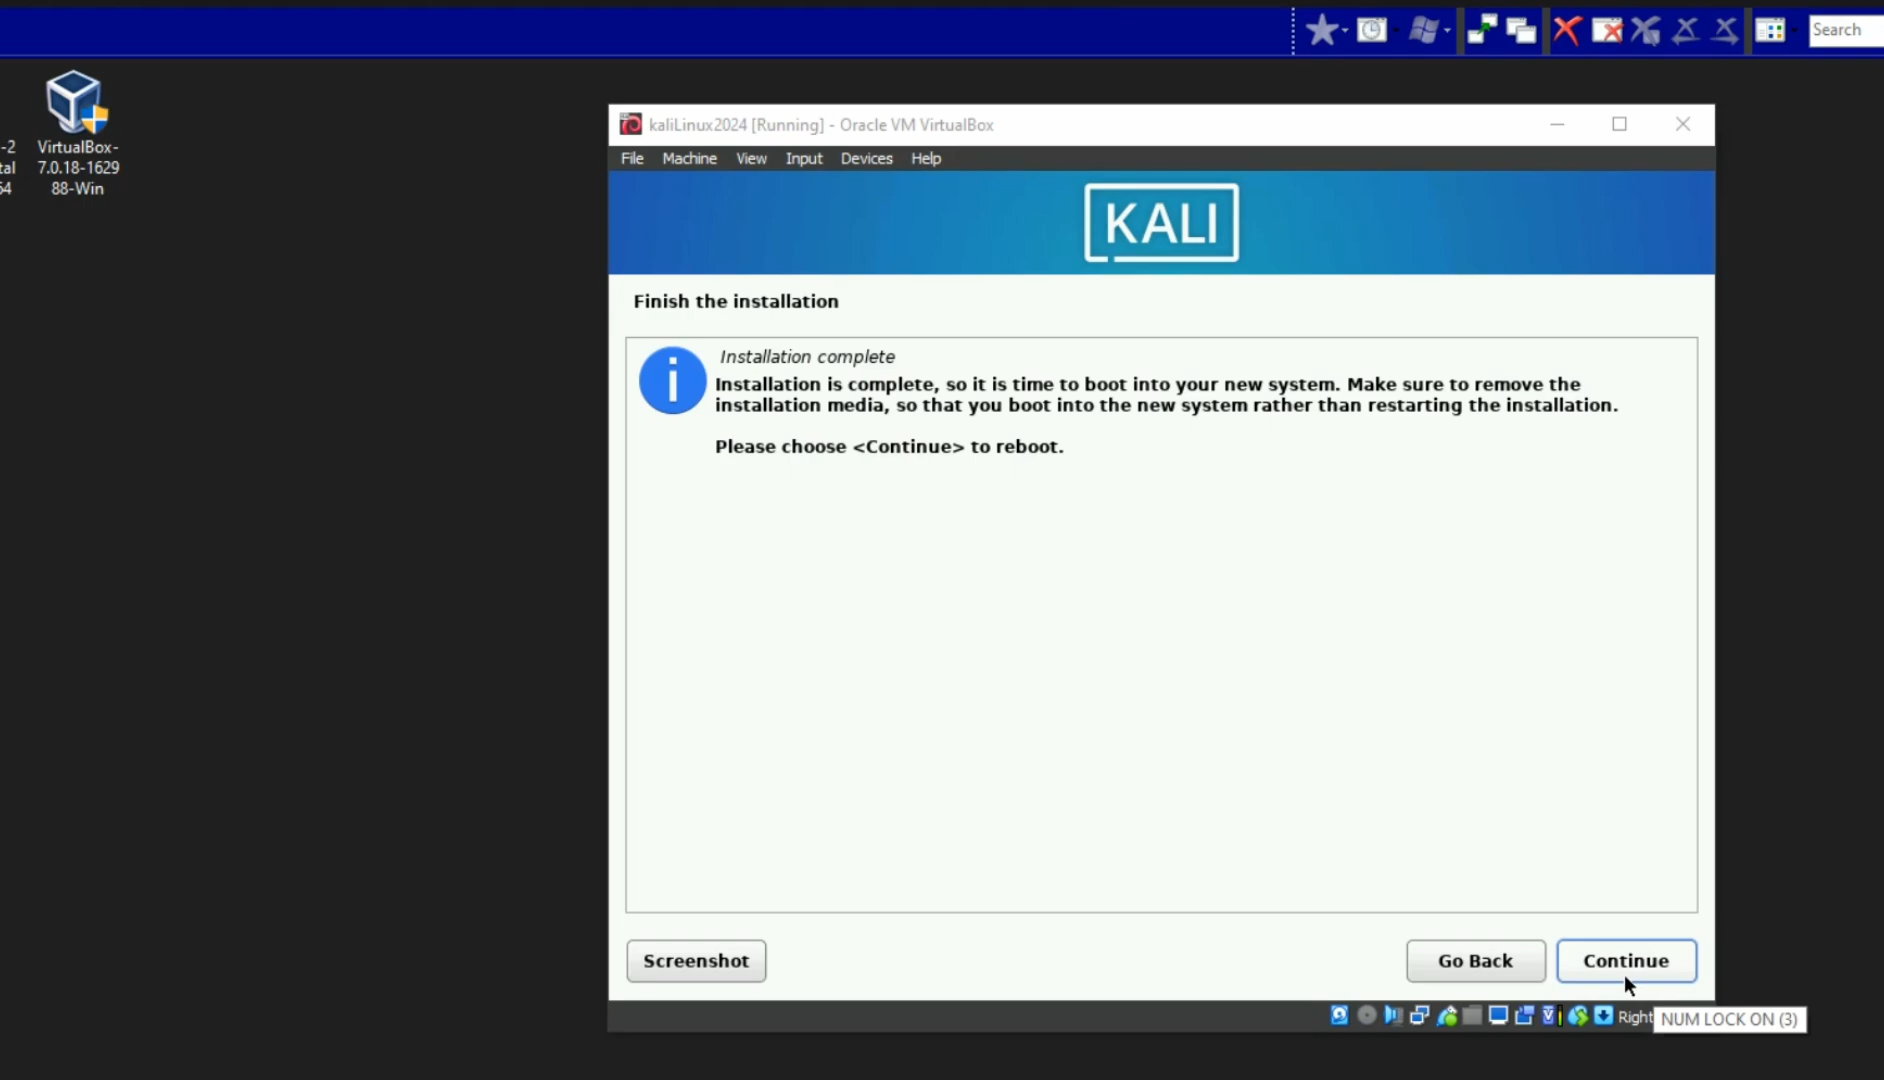 Search
-2
tal
64
VirtualBox-
7.0.18-1629
88-Win
kaliLinux2024 [Running] - Oracle VM VirtualBox
File Machine View Input Devices Help
KALI
Finish the installation
Installation complete
Installation is complete, so it is time to boot into your new system. Make sure to remove the
installation media, so that you boot into the new system rather than restarting the installation.
Please choose <Continue> to reboot.
Screenshot Go Back Continue
Right
NUM LOCK ON (3)